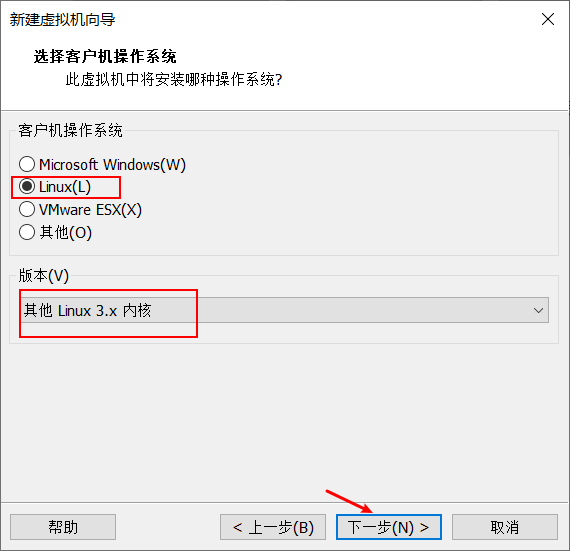 新建虚拟机向导
选择客户机操作系统
此虚拟机中将安装哪种操作系统?
客户机操作系统
Microsoft Windows(W)
Linux(L)
VMware ESX(X)
其他(O)
版本(V)
其他 Linux 3.x 内核
帮助
< 上一步(B)
下一步(N) >
取消